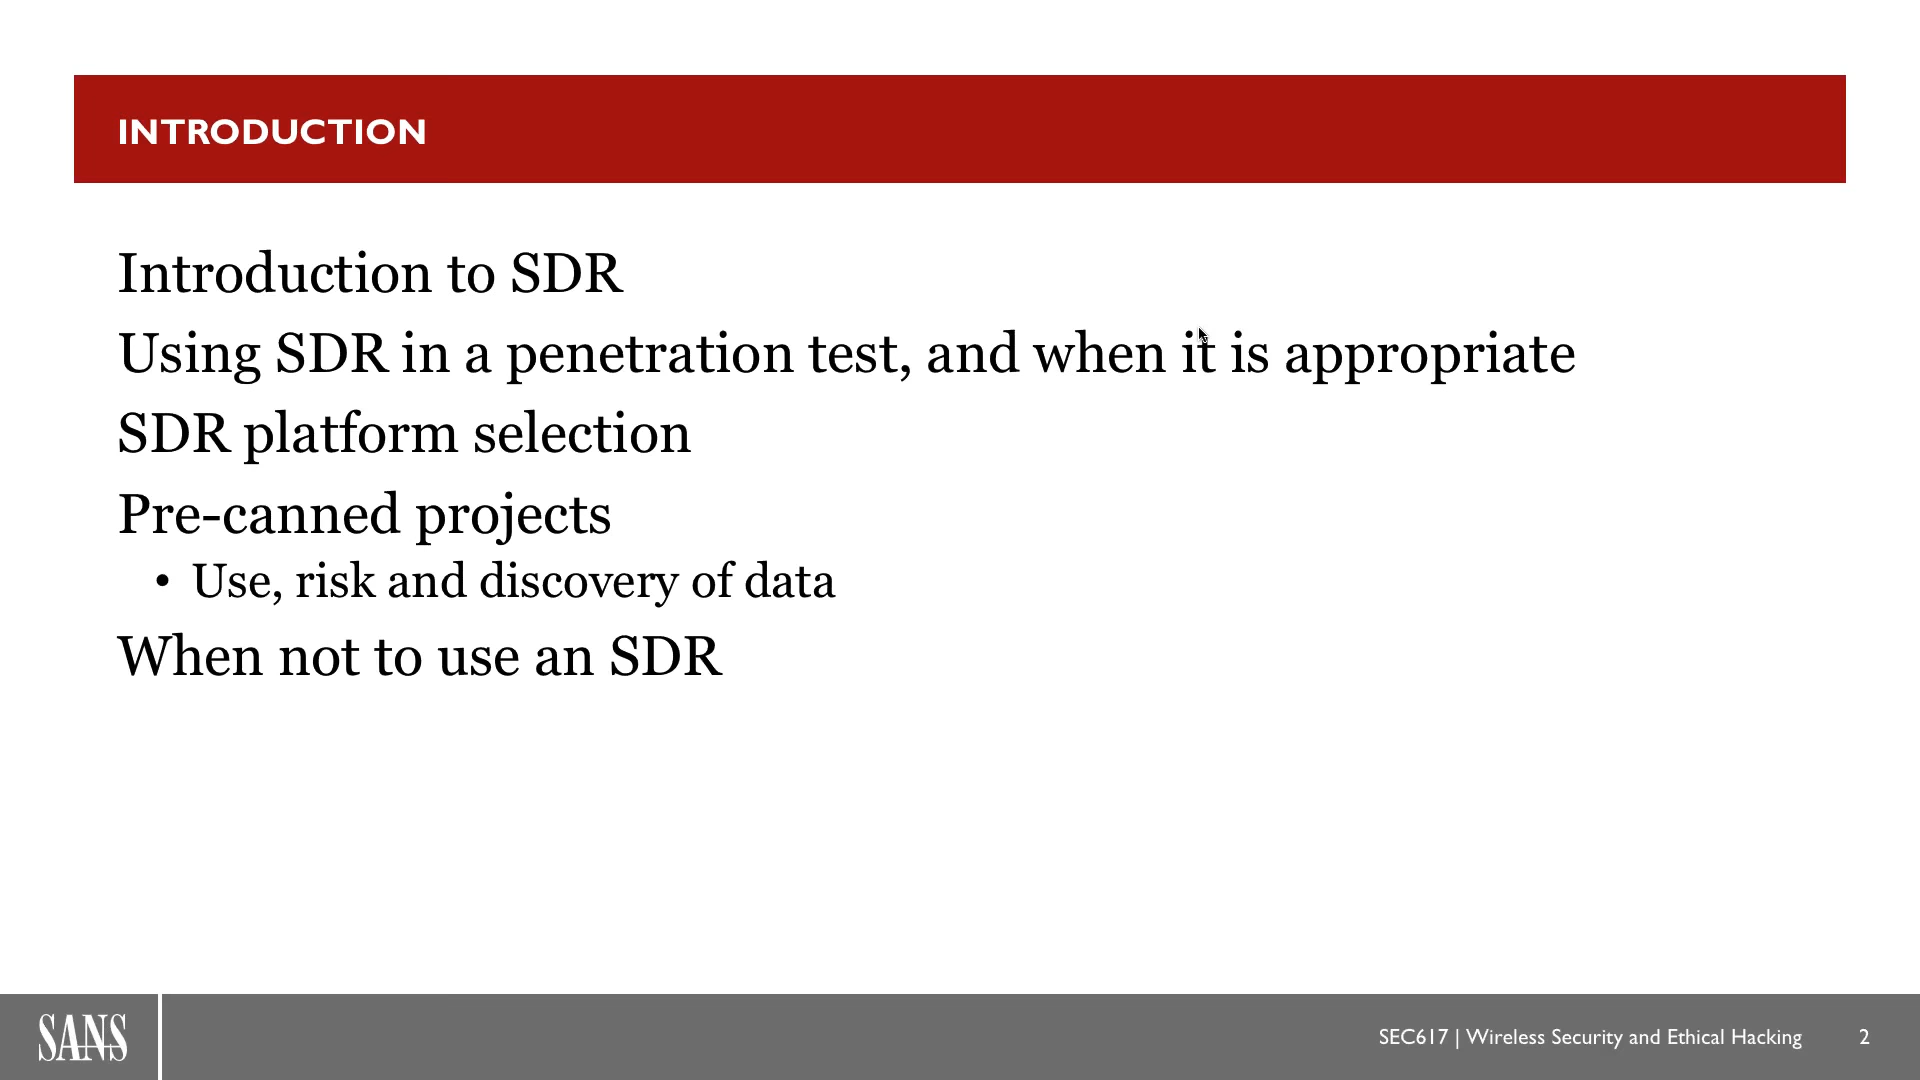 INTRODUCTION
Introduction to SDR
Using SDR in a penetration test, and when it is appropriate
SDR platform selection
Pre-canned projects
• Use, risk and discovery of data
When not to use an SDR
SANS
SEC617 | Wireless Security and Ethical Hacking 2